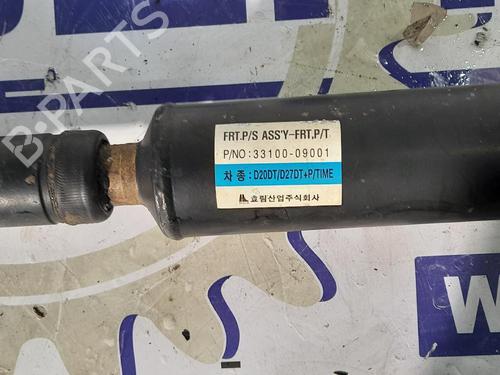 B-PARTS
FRT.P/S ASS'Y-FRT.P/T
P/NO:33100-09001
차 종: D20DT/D27DT+P/TIME
효림산업주식회사
W